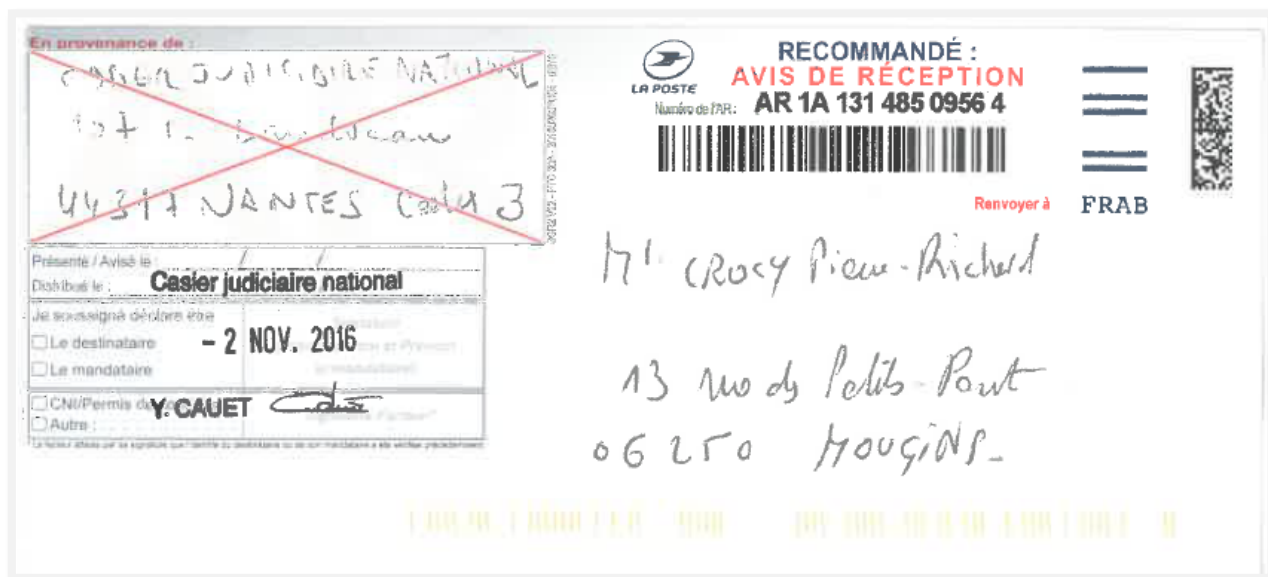 En provenance de :
CASIER JUDICIAIRE NATIONAL
107
44317 NANTES Cedex 3
LA POSTE
RECOMMANDÉ :
AVIS DE RÉCEPTION
Numéro de l'AR : AR 1A 131 485 0956 4
Renvoyer à
FRAB
Présenté / Avisé le : / /
Distribué le :
Casier judiciaire national
Je soussigné déclare être
Le destinataire
- 2 NOV. 2016
Le mandataire
CNI/Permis de
Y. CAUET
Autre :
Mr CROCY Pierre-Richard
13 rue des Petits-Pont
06250 MOUGINS-